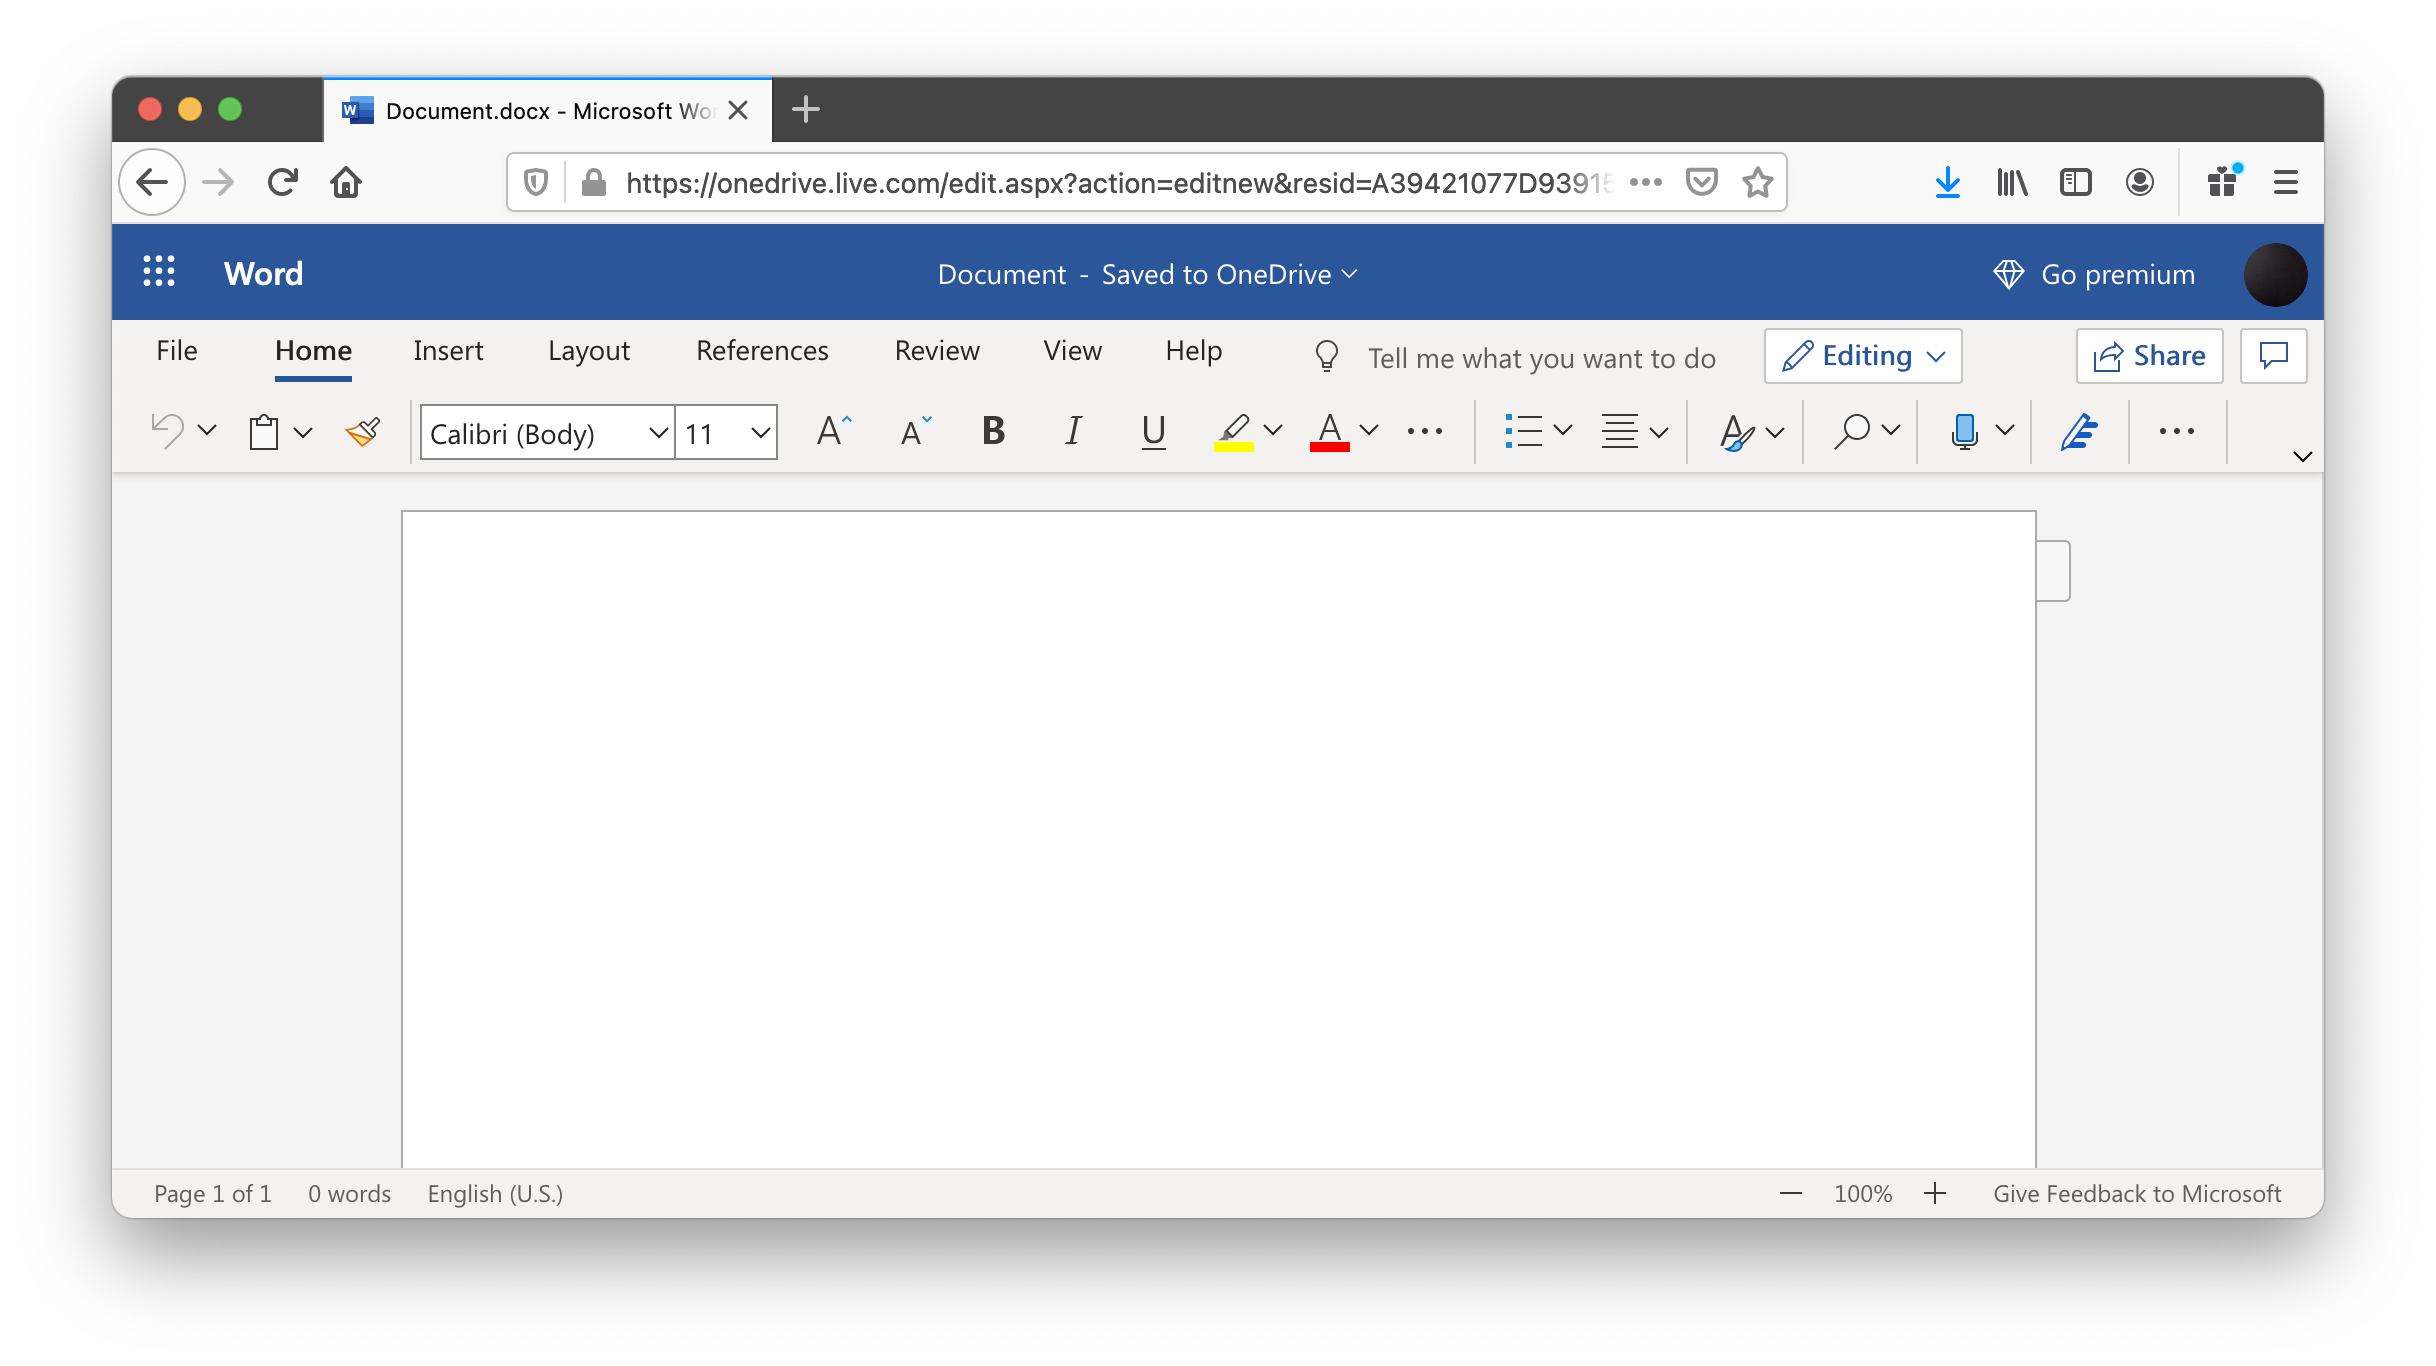 Document.docx - Microsoft Wo
https://onedrive.live.com/edit.aspx?action=editnew&resid=A39421077D93915
Word
Document - Saved to OneDrive
Go premium
File Home Insert Layout References Review View Help Tell me what you want to do Editing Share
Calibri (Body) 11 A A B I U A
Page 1 of 1 0 words English (U.S.) 100% Give Feedback to Microsoft